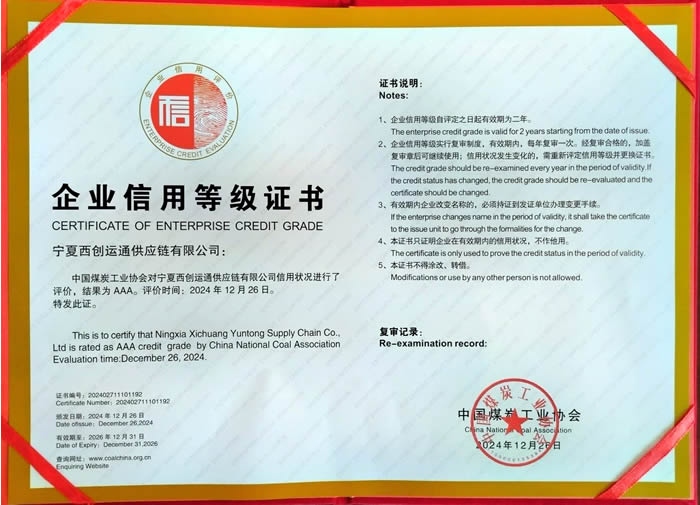 企业信用评价
信
ENTERPRISE CREDIT EVALUATION
企业信用等级证书
CERTIFICATE OF ENTERPRISE CREDIT GRADE
宁夏西创运通供应链有限公司：
中国煤炭工业协会对宁夏西创运通供应链有限公司信用状况进行了
评价，结果为 AAA。评价时间：2024 年 12 月 26 日。
特发此证。
This is to certify that Ningxia Xichuang Yuntong Supply Chain Co.,
Ltd is rated as AAA credit grade by China National Coal Association
Evaluation time:December 26, 2024.
证书编号：202402711101192
Certificate Number：202402711101192
颁发日期：2024 年 12 月 26 日
Date ofissue：December 26,2024
有效期至：2026 年 12 月 31 日
Date of Expiry：December 31,2026
查询网址：www.coalchina.org.cn
Enquiring Website
证书说明：
Notes:
1、企业信用等级自评定之日起有效期为二年。
The enterprise credit grade is valid for 2 years starting from the date of issue.
2、企业信用等级实行复审制度，有效期内，每年复审一次。经复审合格的，加盖
复审章后可继续使用；信用状况发生变化的，需重新评定信用等级并更换证书。
The credit grade should be re-examined every year in the period of validity.If
the credit status has changed, the credit grade should be re-evaluated and the
certificate should be changed.
3、有效期内企业改变名称的，必须持证到发证单位办理变更手续。
If the enterprise changes name in the period of validity, it shall take the certificate
to the issue unit to go through the formalities for the change.
4、本证书只证明企业在有效期内的信用状况，不作他用。
The certificate is only used to prove the credit status in the period of validity.
5、本证书不得涂改、转借。
Modifications or use by any other person is not allowed.
复审记录：
Re-examination record:
中国煤炭工业协会
China National Coal Association
2024 年 12 月 26 日
中国煤炭工业协会